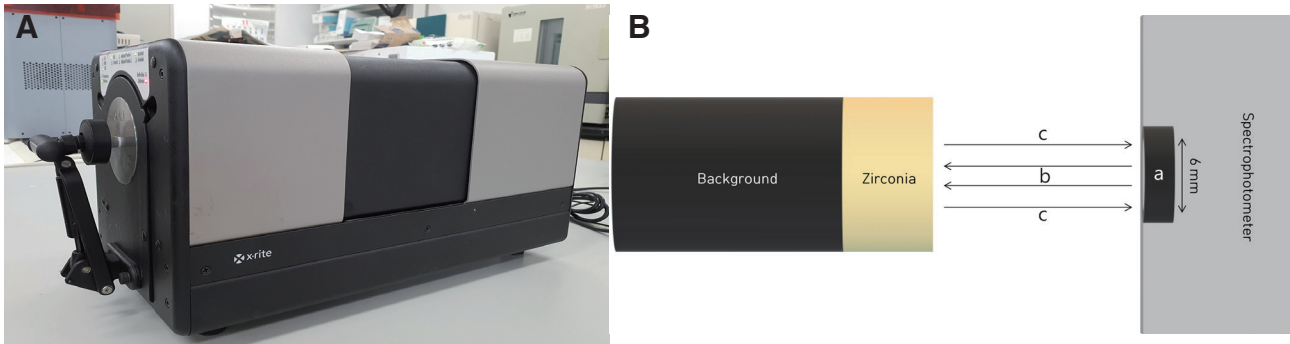 A
x·rite
B
Background
Zirconia
c
b
c
a
6 mm
Spectrophotometer